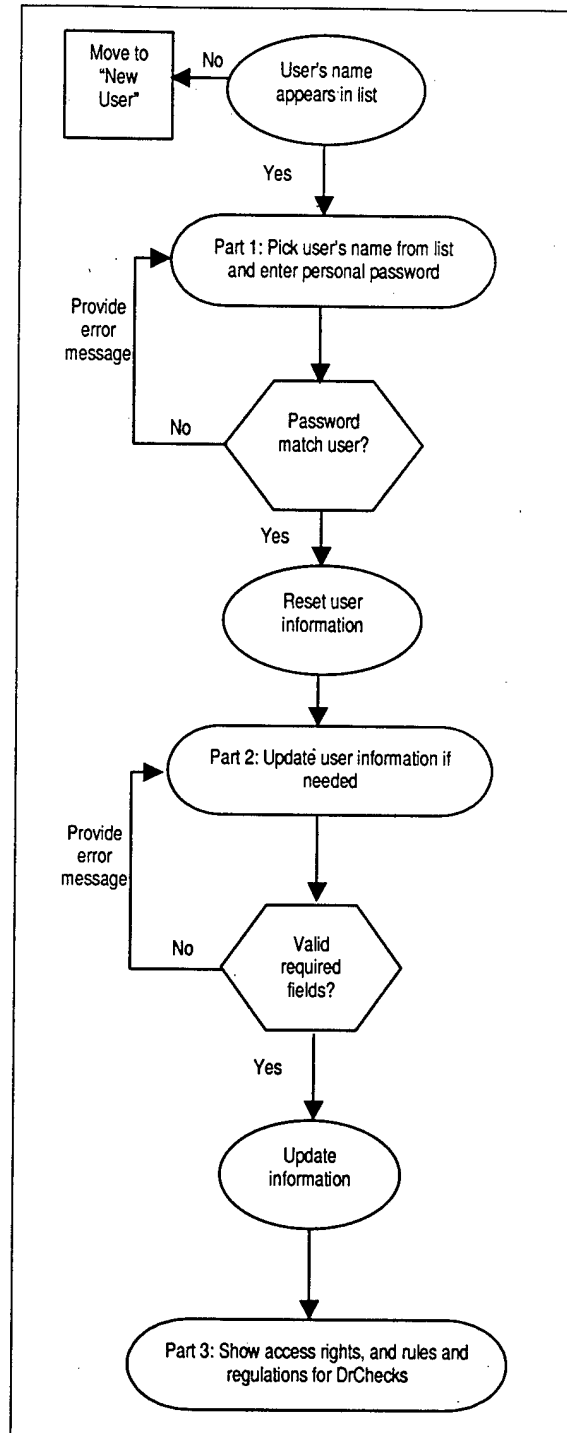 Move to
"New
User"
No
User's name
appears in list
Yes
Part 1: Pick user's name from list
and enter personal password
Provide
error
message
No
Password
match user?
Yes
Reset user
information
Part 2: Update user information if
needed
Provide
error
message
No
Valid
required
fields?
Yes
Update
information
Part 3: Show access rights, and rules and
regulations for DrChecks